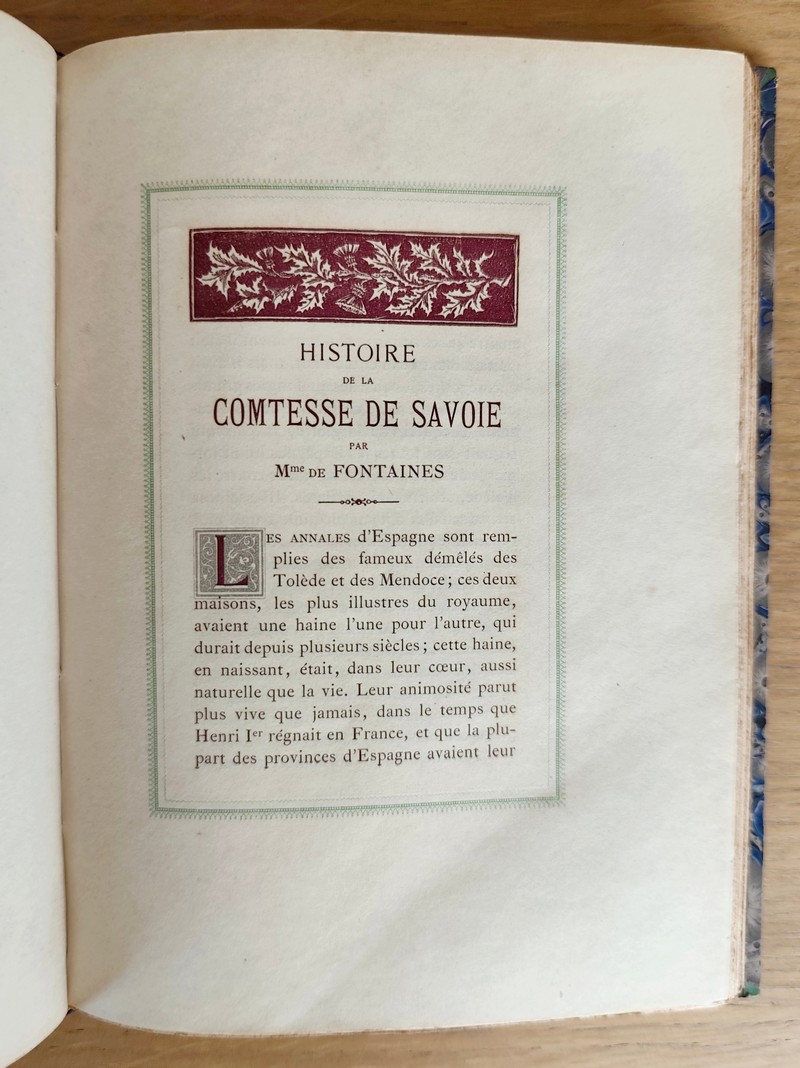 HISTOIRE
DE LA
COMTESSE DE SAVOIE
PAR
Mme DE FONTAINES
LES ANNALES d'Espagne sont rem-
plies des fameux démêlés des
Tolède et des Mendoce ; ces deux
maisons, les plus illustres du royaume,
avaient une haine l'une pour l'autre, qui
durait depuis plusieurs siècles ; cette haine,
en naissant, était, dans leur cœur, aussi
naturelle que la vie. Leur animosité parut
plus vive que jamais, dans le temps que
Henri Ier régnait en France, et que la plu-
part des provinces d'Espagne avaient leur